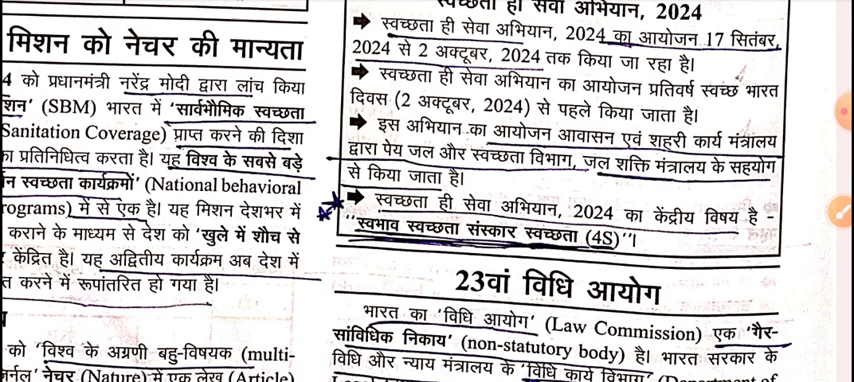 मिशन को नेचर की मान्यता
4 को प्रधानमंत्री नरेंद्र मोदी द्वारा लांच किया
शन' (SBM) भारत में 'सार्वभौमिक स्वच्छता
Sanitation Coverage) प्राप्त करने की दिशा
का प्रतिनिधित्व करता है। यह विश्व के सबसे बड़े
न स्वच्छता कार्यक्रमों' (National behavioral
rograms) में से एक है। यह मिशन देशभर में
कराने के माध्यम से देश को 'खुले में शौच से
केंद्रित है। यह अद्वितीय कार्यक्रम अब देश में
त करने में रूपांतरित हो गया है।
को 'विश्व के अग्रणी बहु-विषयक (multi-
जर्नल' नेचर (Nature) में एक लेख (Article)
स्वच्छता ही सेवा अभियान, 2024
➡ स्वच्छता ही सेवा अभियान, 2024 का आयोजन 17 सितंबर,
2024 से 2 अक्टूबर, 2024 तक किया जा रहा है।
➡ स्वच्छता ही सेवा अभियान का आयोजन प्रतिवर्ष स्वच्छ भारत
दिवस (2 अक्टूबर, 2024) से पहले किया जाता है।
➡ इस अभियान का आयोजन आवासन एवं शहरी कार्य मंत्रालय
द्वारा पेय जल और स्वच्छता विभाग, जल शक्ति मंत्रालय के सहयोग
से किया जाता है।
➡ स्वच्छता ही सेवा अभियान, 2024 का केंद्रीय विषय है -
"स्वभाव स्वच्छता संस्कार स्वच्छता (4S)"।
23वां विधि आयोग
भारत का 'विधि आयोग' (Law Commission) एक 'गैर-
सांविधिक निकाय' (non-statutory body) है। भारत सरकार के
विधि और न्याय मंत्रालय के 'विधि कार्य विभाग' (Department of